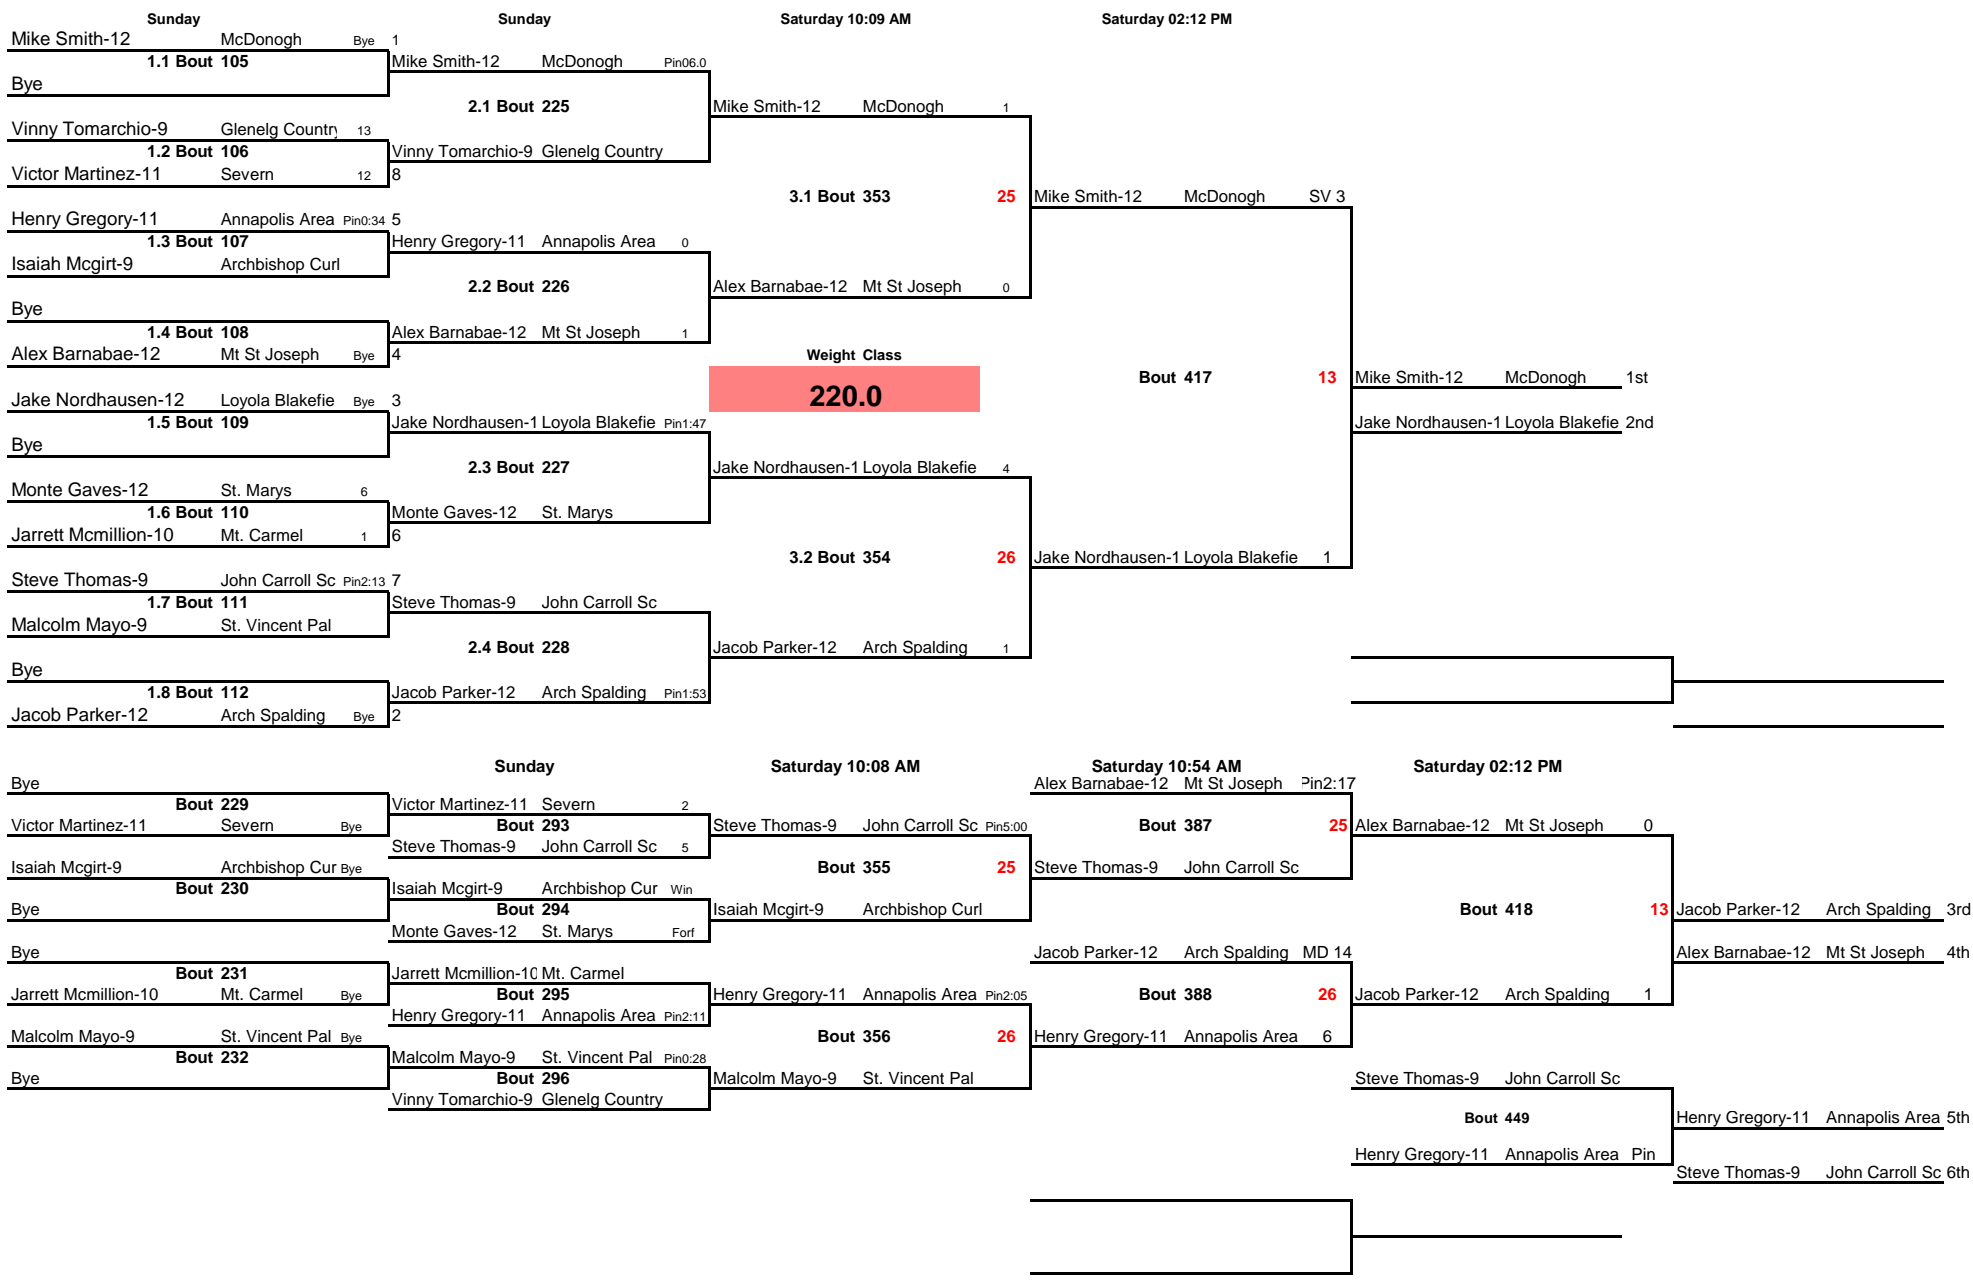 Sunday Sunday Saturday 10:09 AM Saturday 02:12 PM
Mike Smith-12 McDonogh Bye 1
1.1 Bout 105 Mike Smith-12 McDonogh Pin06.0
Bye
2.1 Bout 225 Mike Smith-12 McDonogh 1
Vinny Tomarchio-9 Glenelg Country 13
1.2 Bout 106 Vinny Tomarchio-9 Glenelg Country
Victor Martinez-11 Severn 12 8
3.1 Bout 353 25 Mike Smith-12 McDonogh SV 3
Henry Gregory-11 Annapolis Area Pin0:34 5
1.3 Bout 107 Henry Gregory-11 Annapolis Area 0
Isaiah Mcgirt-9 Archbishop Curl
2.2 Bout 226 Alex Barnabae-12 Mt St Joseph 0
Bye
1.4 Bout 108 Alex Barnabae-12 Mt St Joseph 1
Alex Barnabae-12 Mt St Joseph Bye 4 Weight Class
Bout 417 13 Mike Smith-12 McDonogh 1st
Jake Nordhausen-12 Loyola Blakefie Bye 3 220.0
1.5 Bout 109 Jake Nordhausen-1 Loyola Blakefie Pin1:47 Jake Nordhausen-1 Loyola Blakefie 2nd
Bye
2.3 Bout 227 Jake Nordhausen-1 Loyola Blakefie 4
Monte Gaves-12 St. Marys 6
1.6 Bout 110 Monte Gaves-12 St. Marys
Jarrett Mcmillion-10 Mt. Carmel 1 6
3.2 Bout 354 26 Jake Nordhausen-1 Loyola Blakefie 1
Steve Thomas-9 John Carroll Sc Pin2:13 7
1.7 Bout 111 Steve Thomas-9 John Carroll Sc
Malcolm Mayo-9 St. Vincent Pal
2.4 Bout 228 Jacob Parker-12 Arch Spalding 1
Bye
1.8 Bout 112 Jacob Parker-12 Arch Spalding Pin1:53
Jacob Parker-12 Arch Spalding Bye 2
Sunday Saturday 10:08 AM Saturday 10:54 AM Saturday 02:12 PM
Bye Alex Barnabae-12 Mt St Joseph Pin2:17
Bout 229 Victor Martinez-11 Severn 2
Victor Martinez-11 Severn Bye Bout 293 Steve Thomas-9 John Carroll Sc Pin5:00 Bout 387 25 Alex Barnabae-12 Mt St Joseph 0
Steve Thomas-9 John Carroll Sc 5
Isaiah Mcgirt-9 Archbishop Cur Bye Bout 355 25 Steve Thomas-9 John Carroll Sc
Bout 230 Isaiah Mcgirt-9 Archbishop Cur Win
Bye Bout 294 Isaiah Mcgirt-9 Archbishop Curl Bout 418 13 Jacob Parker-12 Arch Spalding 3rd
Monte Gaves-12 St. Marys Forf
Bye Jacob Parker-12 Arch Spalding MD 14 Alex Barnabae-12 Mt St Joseph 4th
Bout 231 Jarrett Mcmillion-10 Mt. Carmel
Jarrett Mcmillion-10 Mt. Carmel Bye Bout 295 Henry Gregory-11 Annapolis Area Pin2:05 Bout 388 26 Jacob Parker-12 Arch Spalding 1
Henry Gregory-11 Annapolis Area Pin2:11
Malcolm Mayo-9 St. Vincent Pal Bye Bout 356 26 Henry Gregory-11 Annapolis Area 6
Bout 232 Malcolm Mayo-9 St. Vincent Pal Pin0:28
Bye Bout 296 Malcolm Mayo-9 St. Vincent Pal Steve Thomas-9 John Carroll Sc
Vinny Tomarchio-9 Glenelg Country
Bout 449 Henry Gregory-11 Annapolis Area 5th
Henry Gregory-11 Annapolis Area Pin
Steve Thomas-9 John Carroll Sc 6th